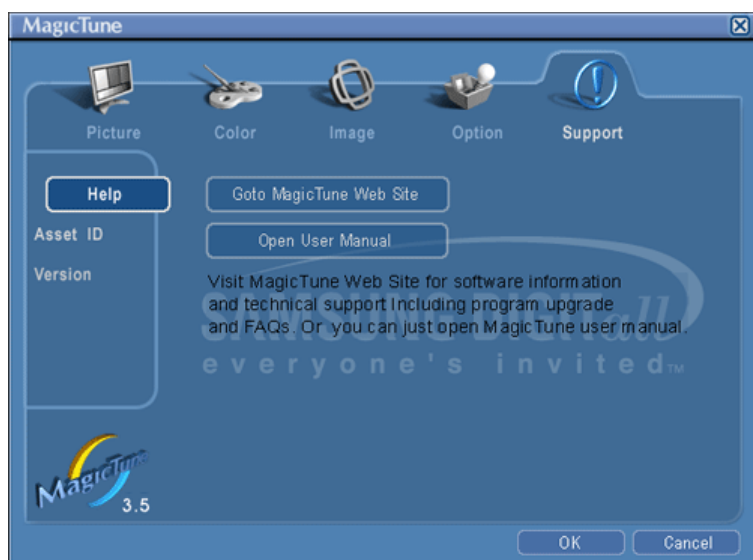 MagicTune
Picture
Color
Image
Option
Support
Help
Asset ID
Version
Goto MagicTune Web Site
Open User Manual
Visit MagicTune Web Site for software information
and technical support Including program upgrade
and FAQs. Or you can just open MagicTune user manual.
SAMSUNG DIGITall
everyone's invited™
MagicTune
3.5
OK
Cancel